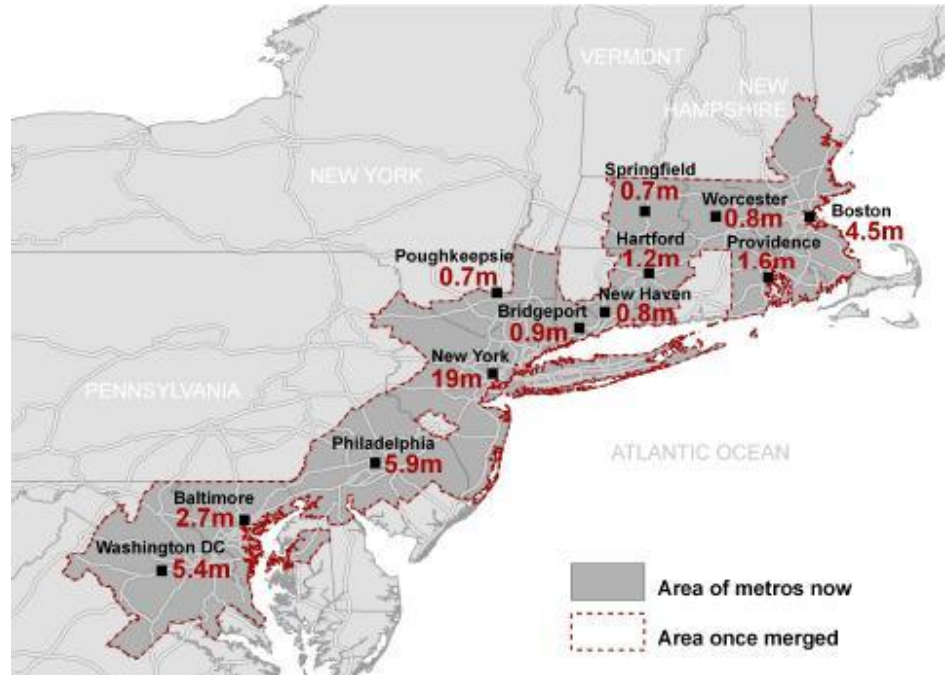 VERMONT
NEW
HAMPSHIRE
NEW YORK
Springfield
0.7m
Worcester
0.8m
Boston
4.5m
Hartford
1.2m
Providence
1.6m
Poughkeepsie
0.7m
New Haven
0.8m
Bridgeport
0.9m
New York
19m
PENNSYLVANIA
Philadelphia
5.9m
ATLANTIC OCEAN
Baltimore
2.7m
Washington DC
5.4m
Area of metros now
Area once merged